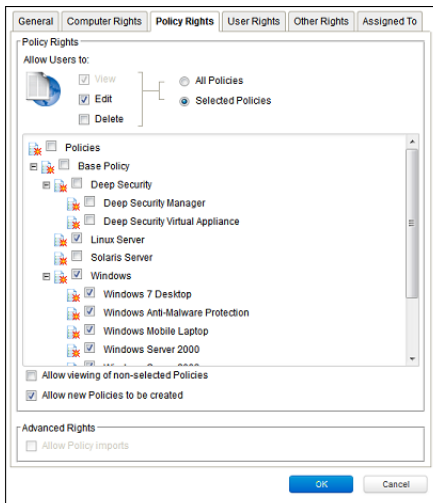 General Computer Rights Policy Rights User Rights Other Rights Assigned To
Policy Rights
Allow Users to:
View
Edit
Delete
All Policies
Selected Policies
Policies
Base Policy
Deep Security
Deep Security Manager
Deep Security Virtual Appliance
Linux Server
Solaris Server
Windows
Windows 7 Desktop
Windows Anti-Malware Protection
Windows Mobile Laptop
Windows Server 2000
Allow viewing of non-selected Policies
Allow new Policies to be created
Advanced Rights
Allow Policy imports
OK Cancel